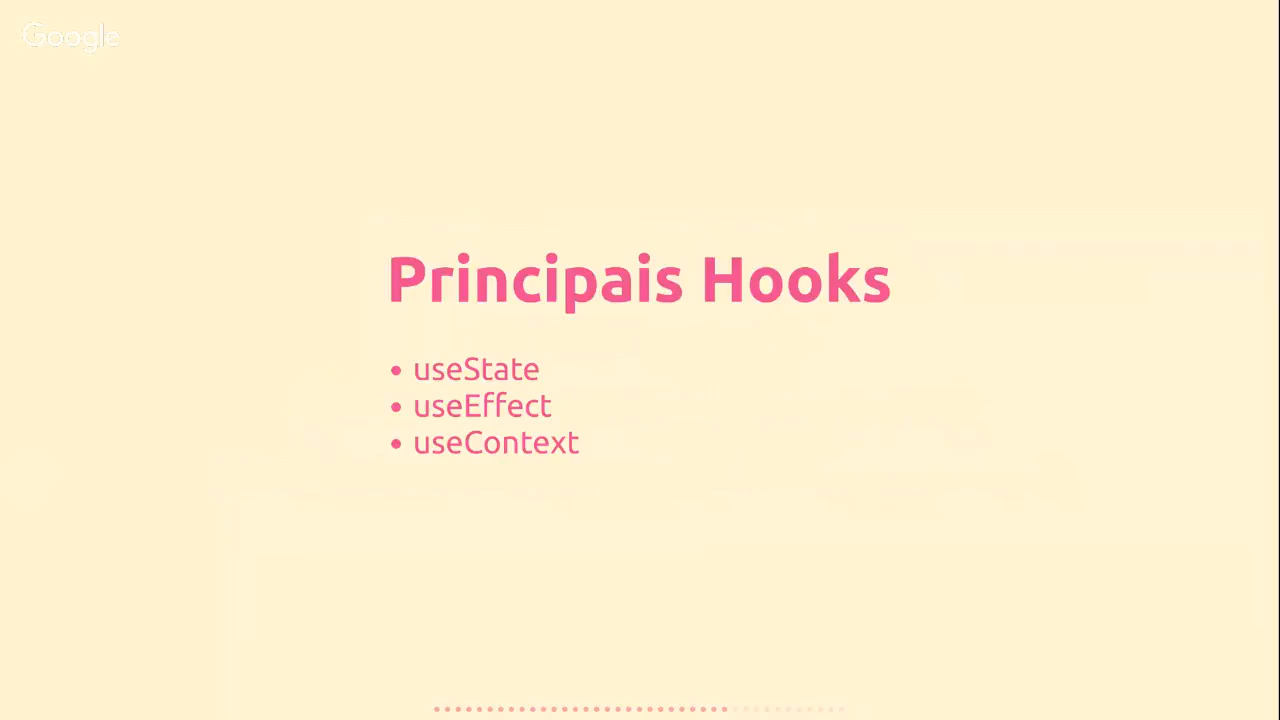 Google
Principais Hooks
• useState
• useEffect
• useContext